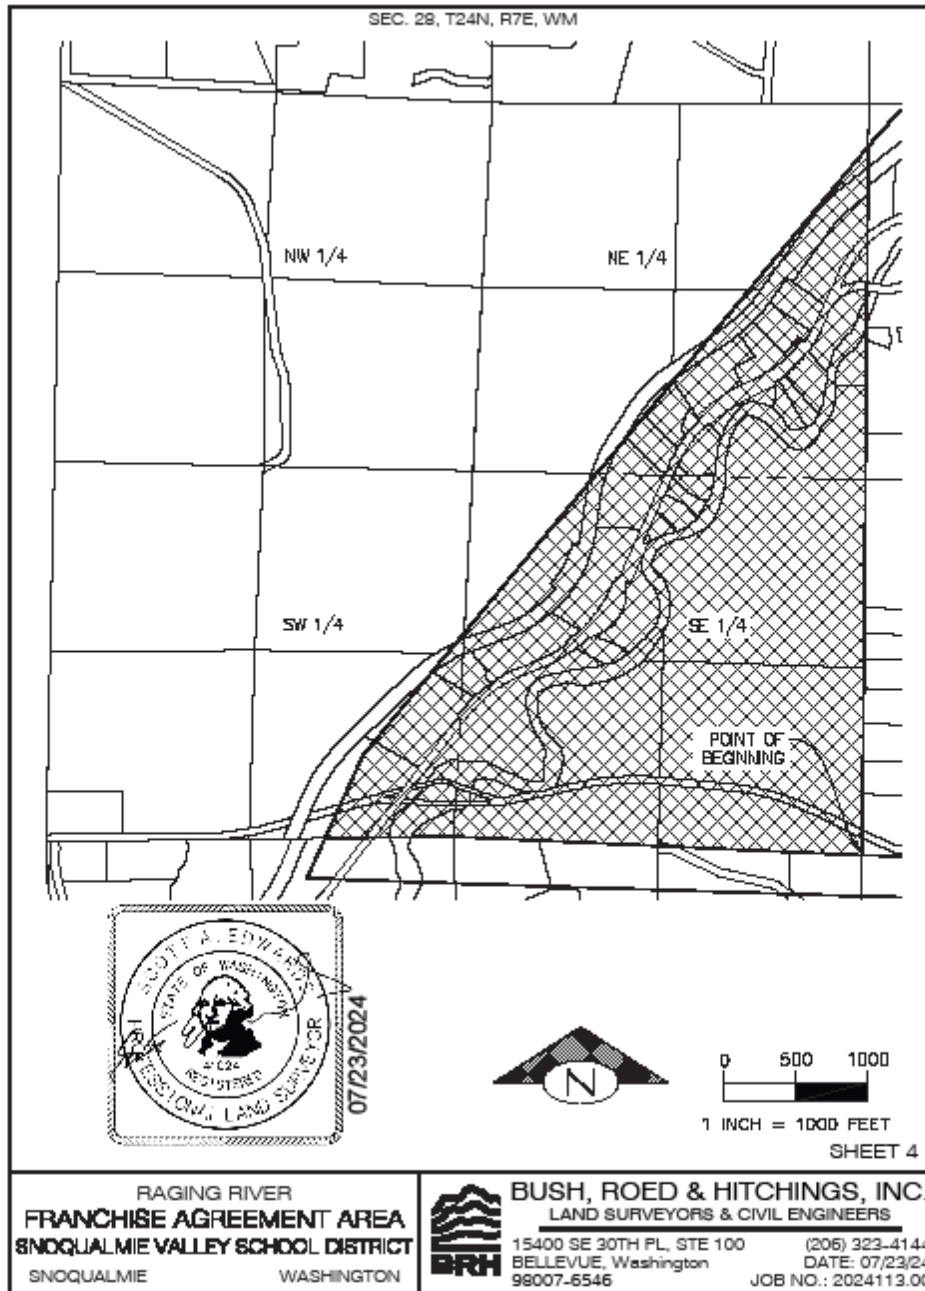 SEC. 28, T24N, R7E, WM
NW 1/4
NE 1/4
SW 1/4
SE 1/4
POINT OF
BEGINNING
SCOTT A. EDWARDS
STATE OF WASHINGTON
REGISTERED
PROFESSIONAL LAND SURVEYOR
07/23/2024
N
0 500 1000
1 INCH = 1000 FEET
SHEET 4
RAGING RIVER
FRANCHISE AGREEMENT AREA
SNOQUALMIE VALLEY SCHOOL DISTRICT
SNOQUALMIE WASHINGTON
BRH
BUSH, ROED & HITCHINGS, INC.
LAND SURVEYORS & CIVIL ENGINEERS
15400 SE 30TH PL, STE 100 (206) 323-4144
BELLEVUE, Washington DATE: 07/23/24
98007-6546 JOB NO.: 2024113.00